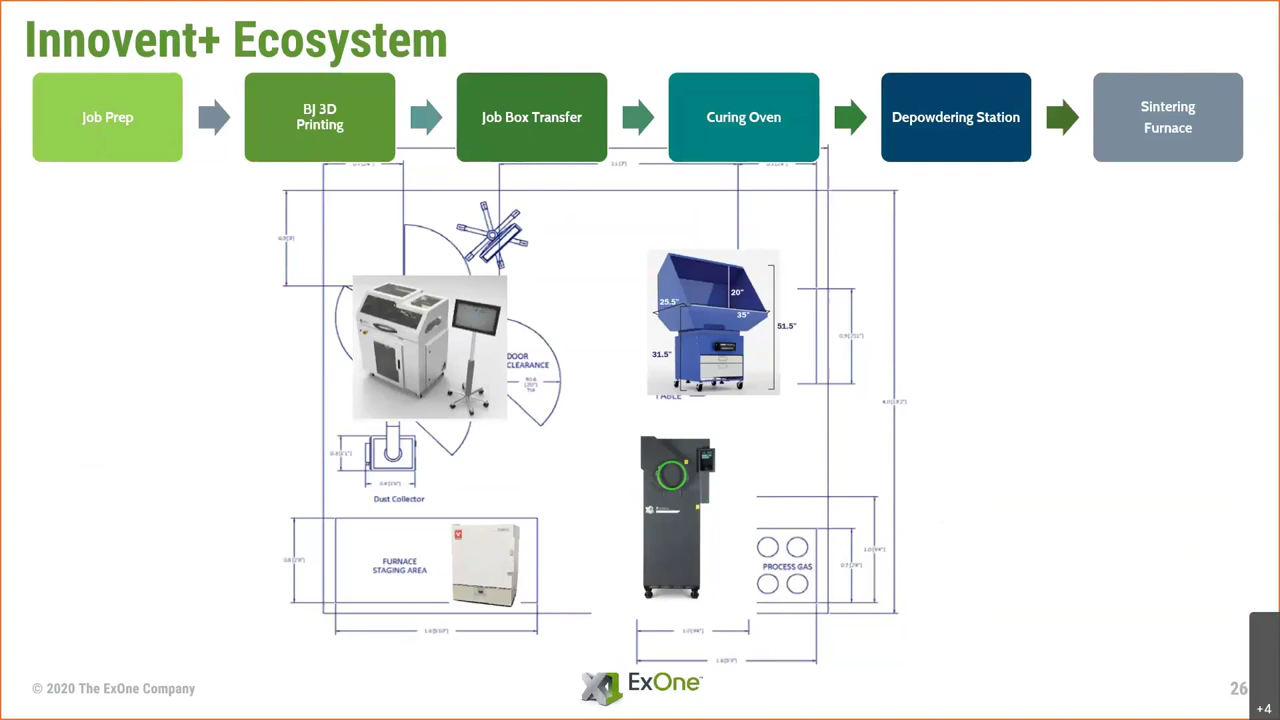 Innovent+ Ecosystem
Job Prep
BJ 3D
Printing
Job Box Transfer
Curing Oven
Depowdering Station
Sintering
Furnace
20"
25.5"
35"
51.5"
31.5"
DOOR
CLEARANCE
TABLE
Dust Collector
FURNACE
STAGING AREA
PROCESS GAS
© 2020 The ExOne Company
X1 ExOne™
26
+4